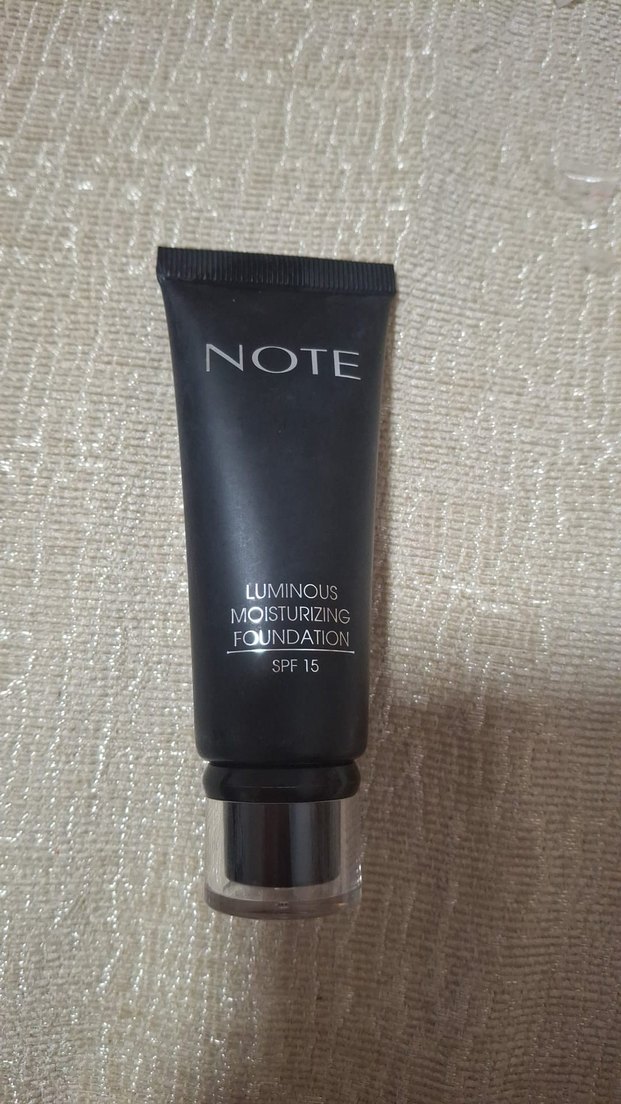 NOTE
LUMINOUS
MOISTURIZING
FOUNDATION
SPF 15